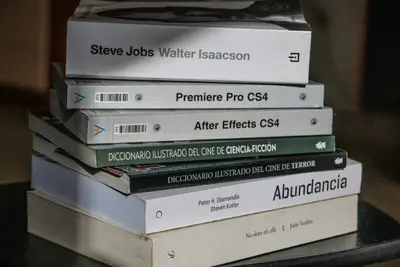 Steve Jobs Walter Isaacson
Premiere Pro CS4
After Effects CS4
DICCIONARIO ILUSTRADO DEL CINE DE CIENCIA-FICCIÓN
DICCIONARIO ILUSTRADO DEL CINE DE TERROR
Peter H. Diamandis
Steven Kotler
Abundancia